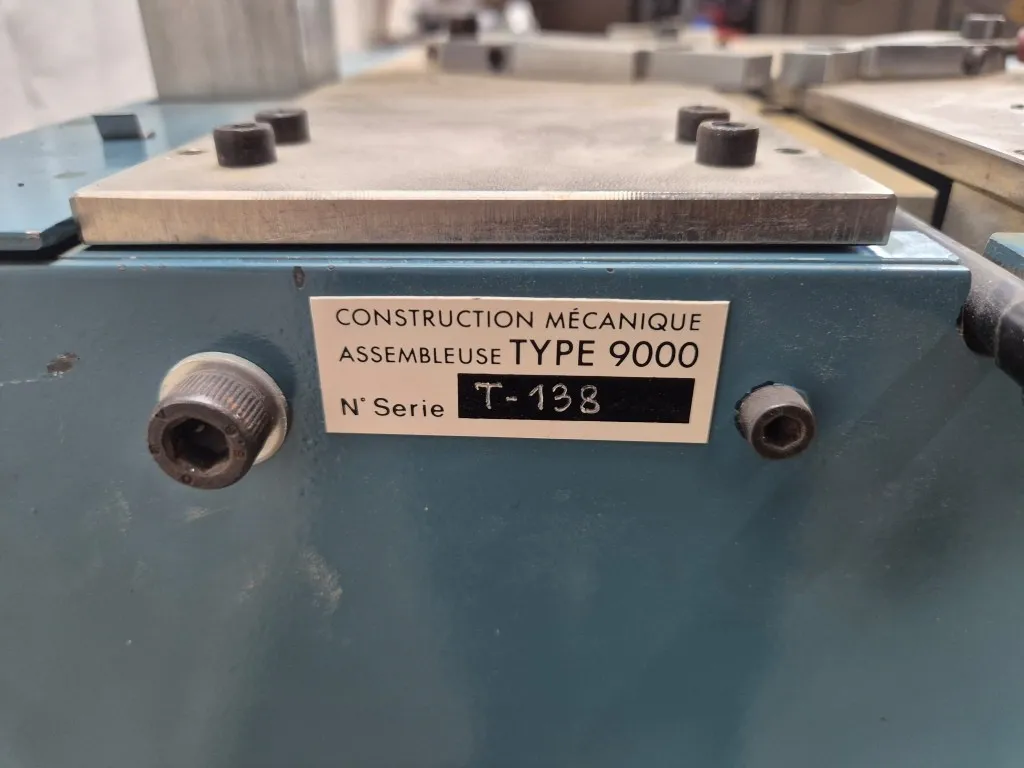 CONSTRUCTION MÉCANIQUE
ASSEMBLEUSE TYPE 9000
N° Serie T-138